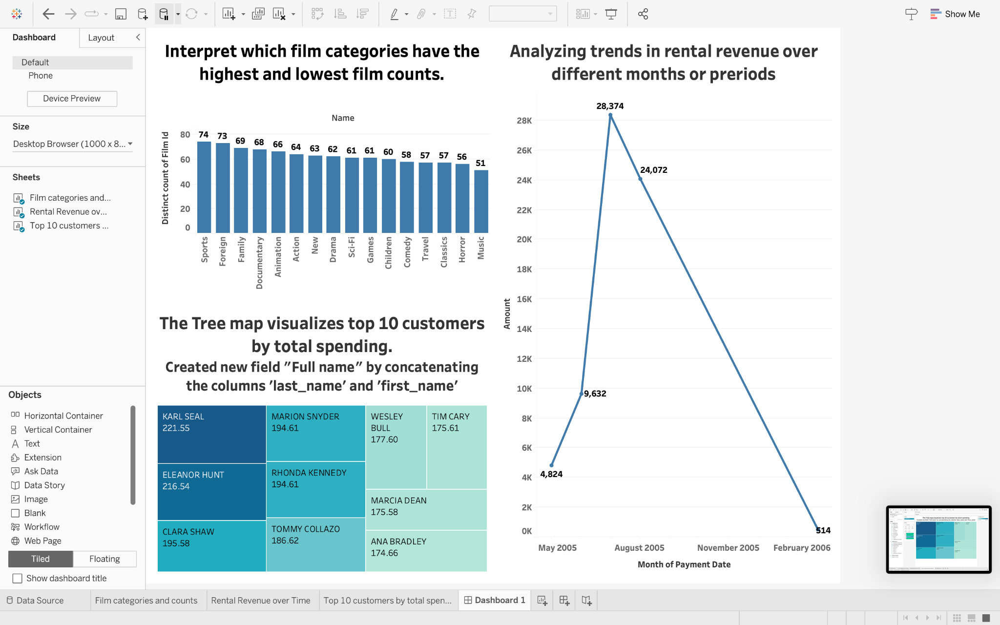 Show Me
Dashboard
Layout
Default
Phone
Device Preview
Size
Desktop Browser (1000 x 8...
Sheets
Film categories and...
Rental Revenue ov...
Top 10 customers ...
Objects
Horizontal Container
Vertical Container
Text
Extension
Ask Data
Data Story
Image
Blank
Workflow
Web Page
Tiled
Floating
Show dashboard title
Interpret which film categories have the
highest and lowest film counts.
Name
Distinct count of Film Id
80
60
40
20
0
74 73 69 68 66 64 63 62 61 61 60 58 57 57 56 51
Sports
Foreign
Family
Documentary
Animation
Action
New
Drama
Sci-Fi
Games
Children
Comedy
Travel
Classics
Horror
Music
The Tree map visualizes top 10 customers
by total spending.
Created new field "Full name" by concatenating
the columns 'last_name' and 'first_name'
KARL SEAL
221.55
ELEANOR HUNT
216.54
CLARA SHAW
195.58
MARION SNYDER
194.61
RHONDA KENNEDY
194.61
TOMMY COLLAZO
186.62
WESLEY
BULL
177.60
TIM CARY
175.61
MARCIA DEAN
175.58
ANA BRADLEY
174.66
Analyzing trends in rental revenue over
different months or preriods
Amount
28K
26K
24K
22K
20K
18K
16K
14K
12K
10K
8K
6K
4K
2K
0K
28,374
24,072
9,632
4,824
514
May 2005
August 2005
November 2005
February 2006
Month of Payment Date
Data Source
Film categories and counts
Rental Revenue over Time
Top 10 customers by total spen...
Dashboard 1